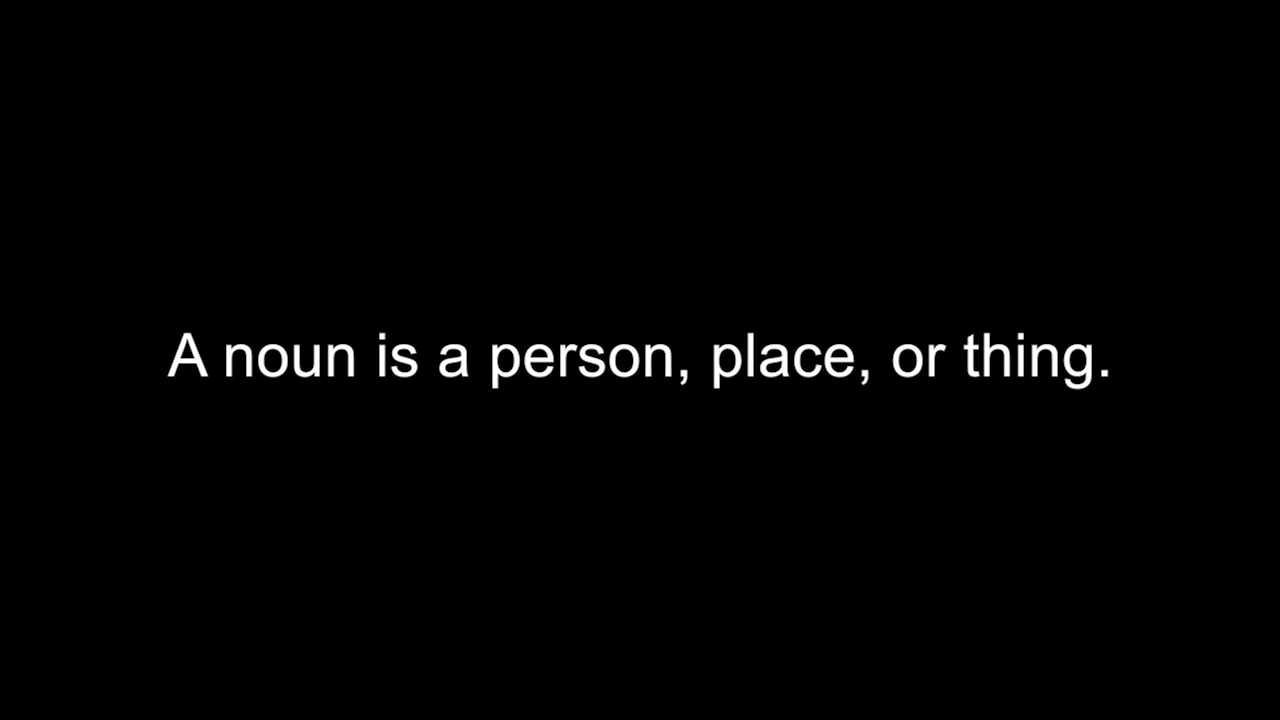 A noun is a person, place, or thing.